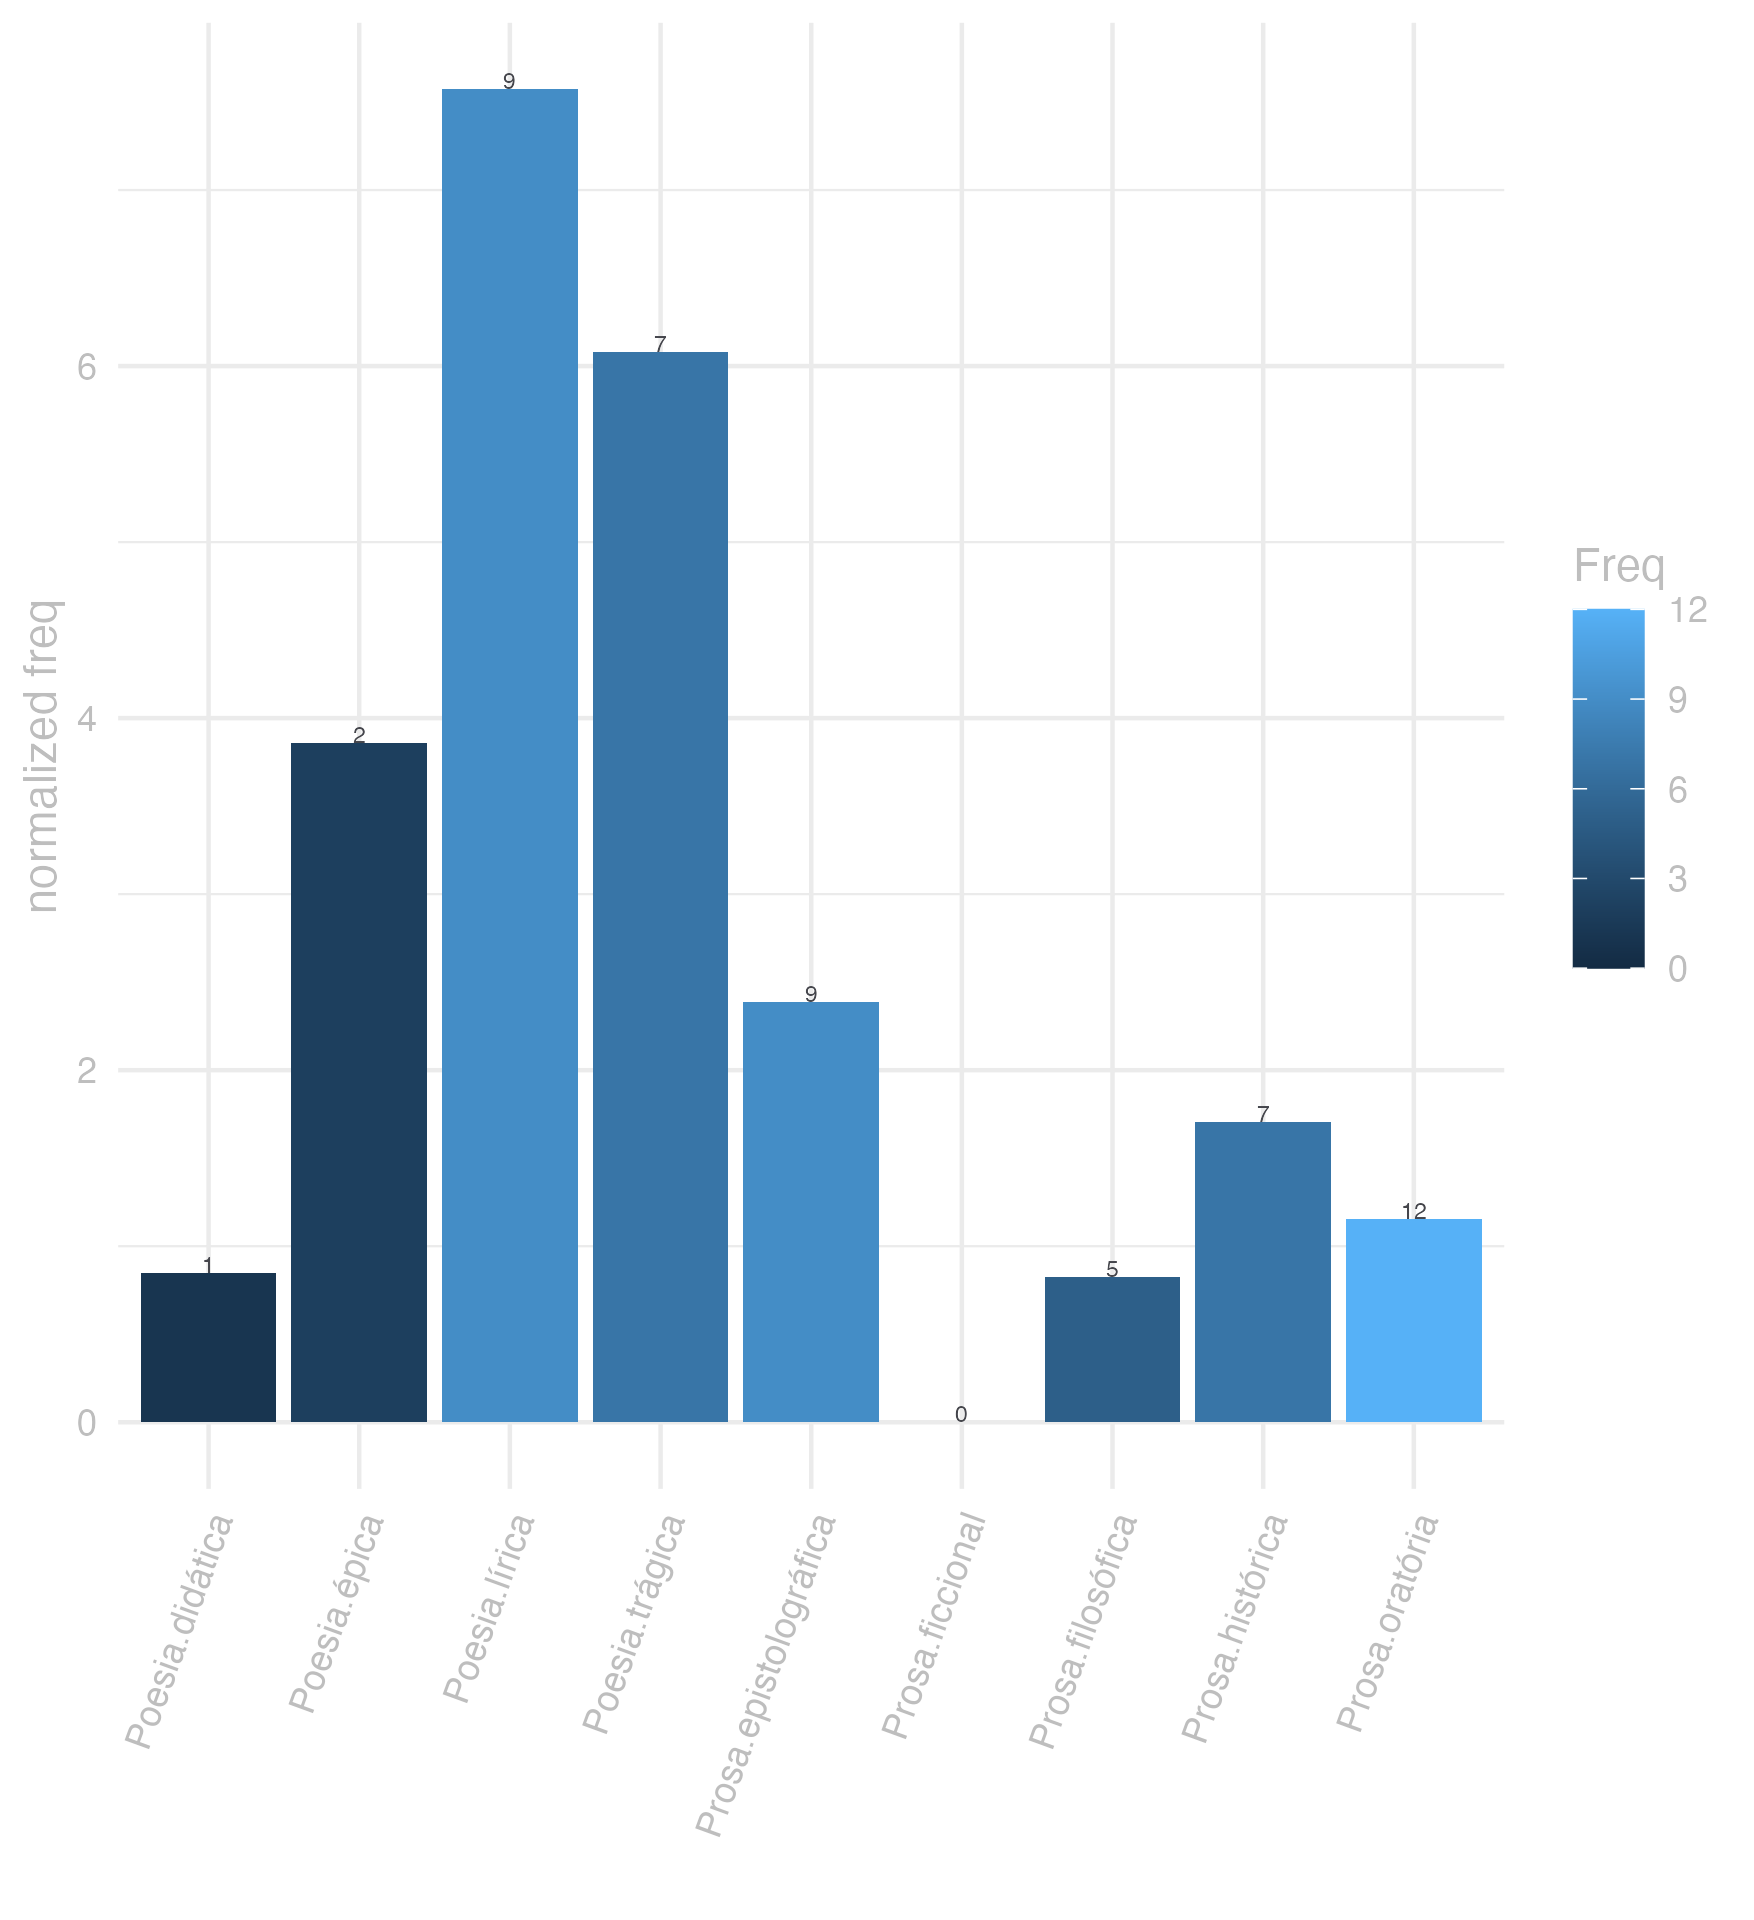 normalized freq
6
4
2
0
1
2
9
7
9
0
5
7
12
Poesia.didática
Poesia.épica
Poesia.lírica
Poesia.trágica
Prosa.epistolográfica
Prosa.ficcional
Prosa.filosófica
Prosa.histórica
Prosa.oratória
Freq
12
9
6
3
0